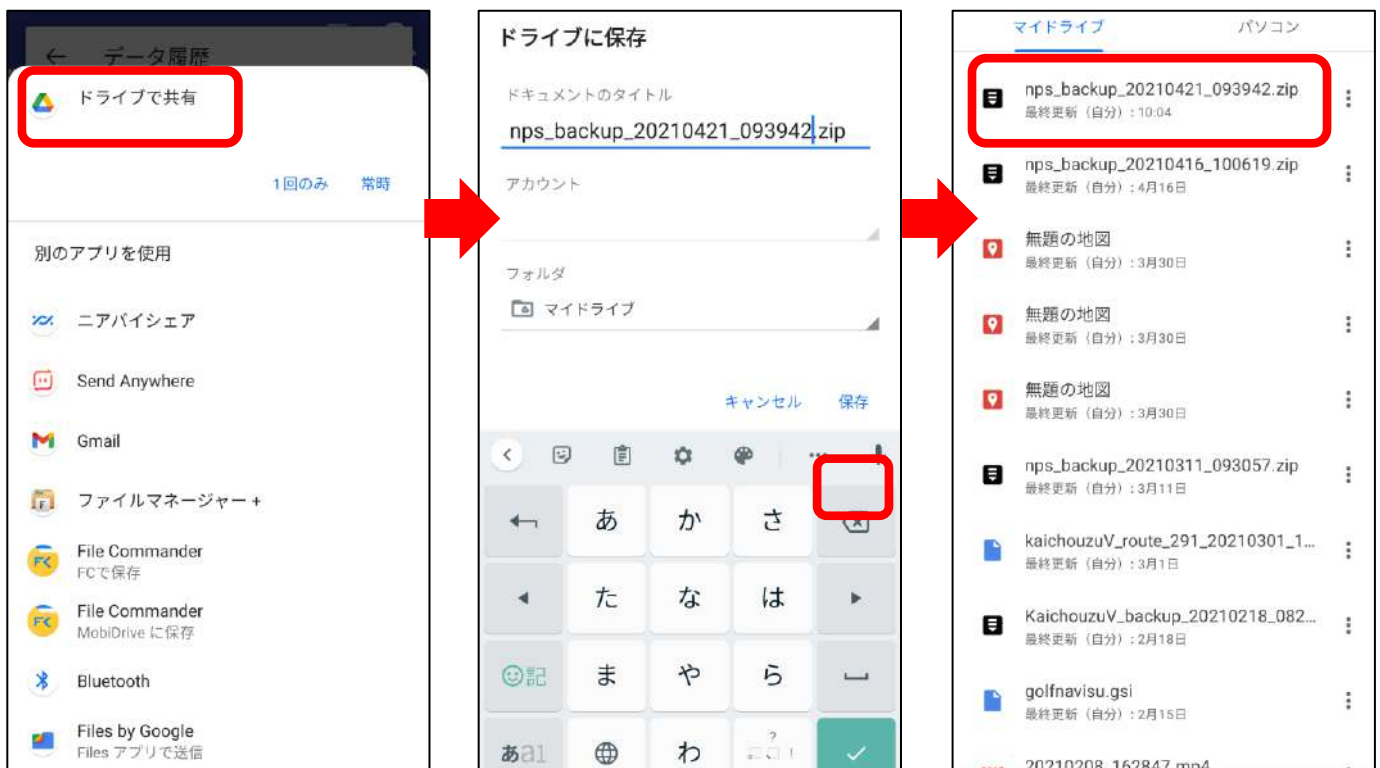 データ履歴
ドライブで共有
1回のみ 常時
別のアプリを使用
ニアバイシェア
Send Anywhere
Gmail
ファイルマネージャー +
File Commander
FCで保存
File Commander
MobiDrive に保存
Bluetooth
Files by Google
Files アプリで送信
ドライブに保存
ドキュメントのタイトル
nps_backup_20210421_093942.zip
アカウント
フォルダ
マイドライブ
キャンセル 保存
あ か さ
た な は
記 ま や ら
あa1 わ ? !
マイドライブ パソコン
nps_backup_20210421_093942.zip
最終更新（自分）: 10:04
nps_backup_20210416_100619.zip
最終更新（自分）: 4月16日
無題の地図
最終更新（自分）: 3月30日
無題の地図
最終更新（自分）: 3月30日
無題の地図
最終更新（自分）: 3月30日
nps_backup_20210311_093057.zip
最終更新（自分）: 3月11日
kaichouzuV_route_291_20210301_1...
最終更新（自分）: 3月1日
KaichouzuV_backup_20210218_082...
最終更新（自分）: 2月18日
golfnavisu.gsi
最終更新（自分）: 2月15日
20210208_162847.mp4